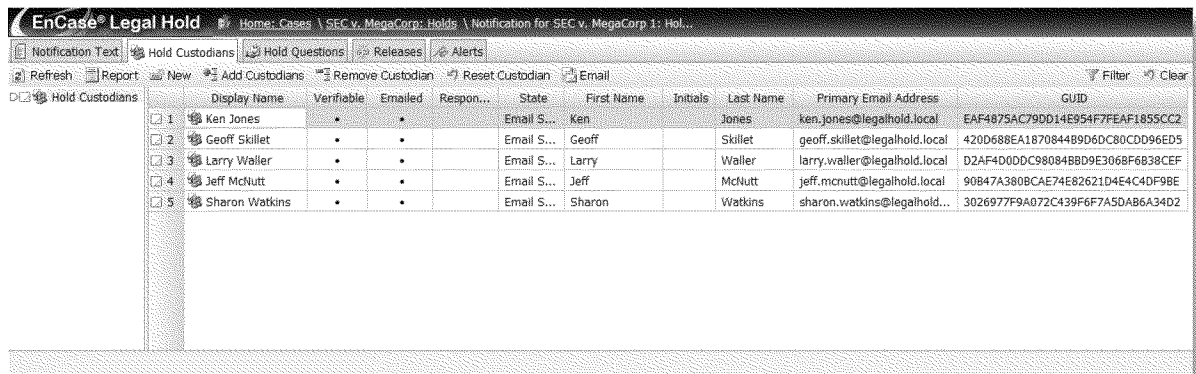 EnCase® Legal Hold Home: Cases \ SEC v. MegaCorp: Holds \ Notification for SEC v. MegaCorp 1: Hol...
Notification Text Hold Custodians Hold Questions Releases Alerts
Refresh Report New Add Custodians Remove Custodian Reset Custodian Email Filter Clear
Hold Custodians Display Name Verifiable Emailed Respon... State First Name Initials Last Name Primary Email Address GUID
1 Ken Jones • • Email S... Ken Jones ken.jones@legalhold.local EAF4875AC79DD14E954F7FEAF1855CC2
2 Geoff Skillet • • Email S... Geoff Skillet geoff.skillet@legalhold.local 420D688EA1870844B9D6DC80CDD96ED5
3 Larry Waller • • Email S... Larry Waller larry.waller@legalhold.local D2AF4D0DDC98084BBD9E306BF6B38CEF
4 Jeff McNutt • • Email S... Jeff McNutt jeff.mcnutt@legalhold.local 90B47A380BCAE74E82621D4E4C4DF9BE
5 Sharon Watkins • • Email S... Sharon Watkins sharon.watkins@legalhold... 3026977F9A072C439F6F7A5DAB6A34D2